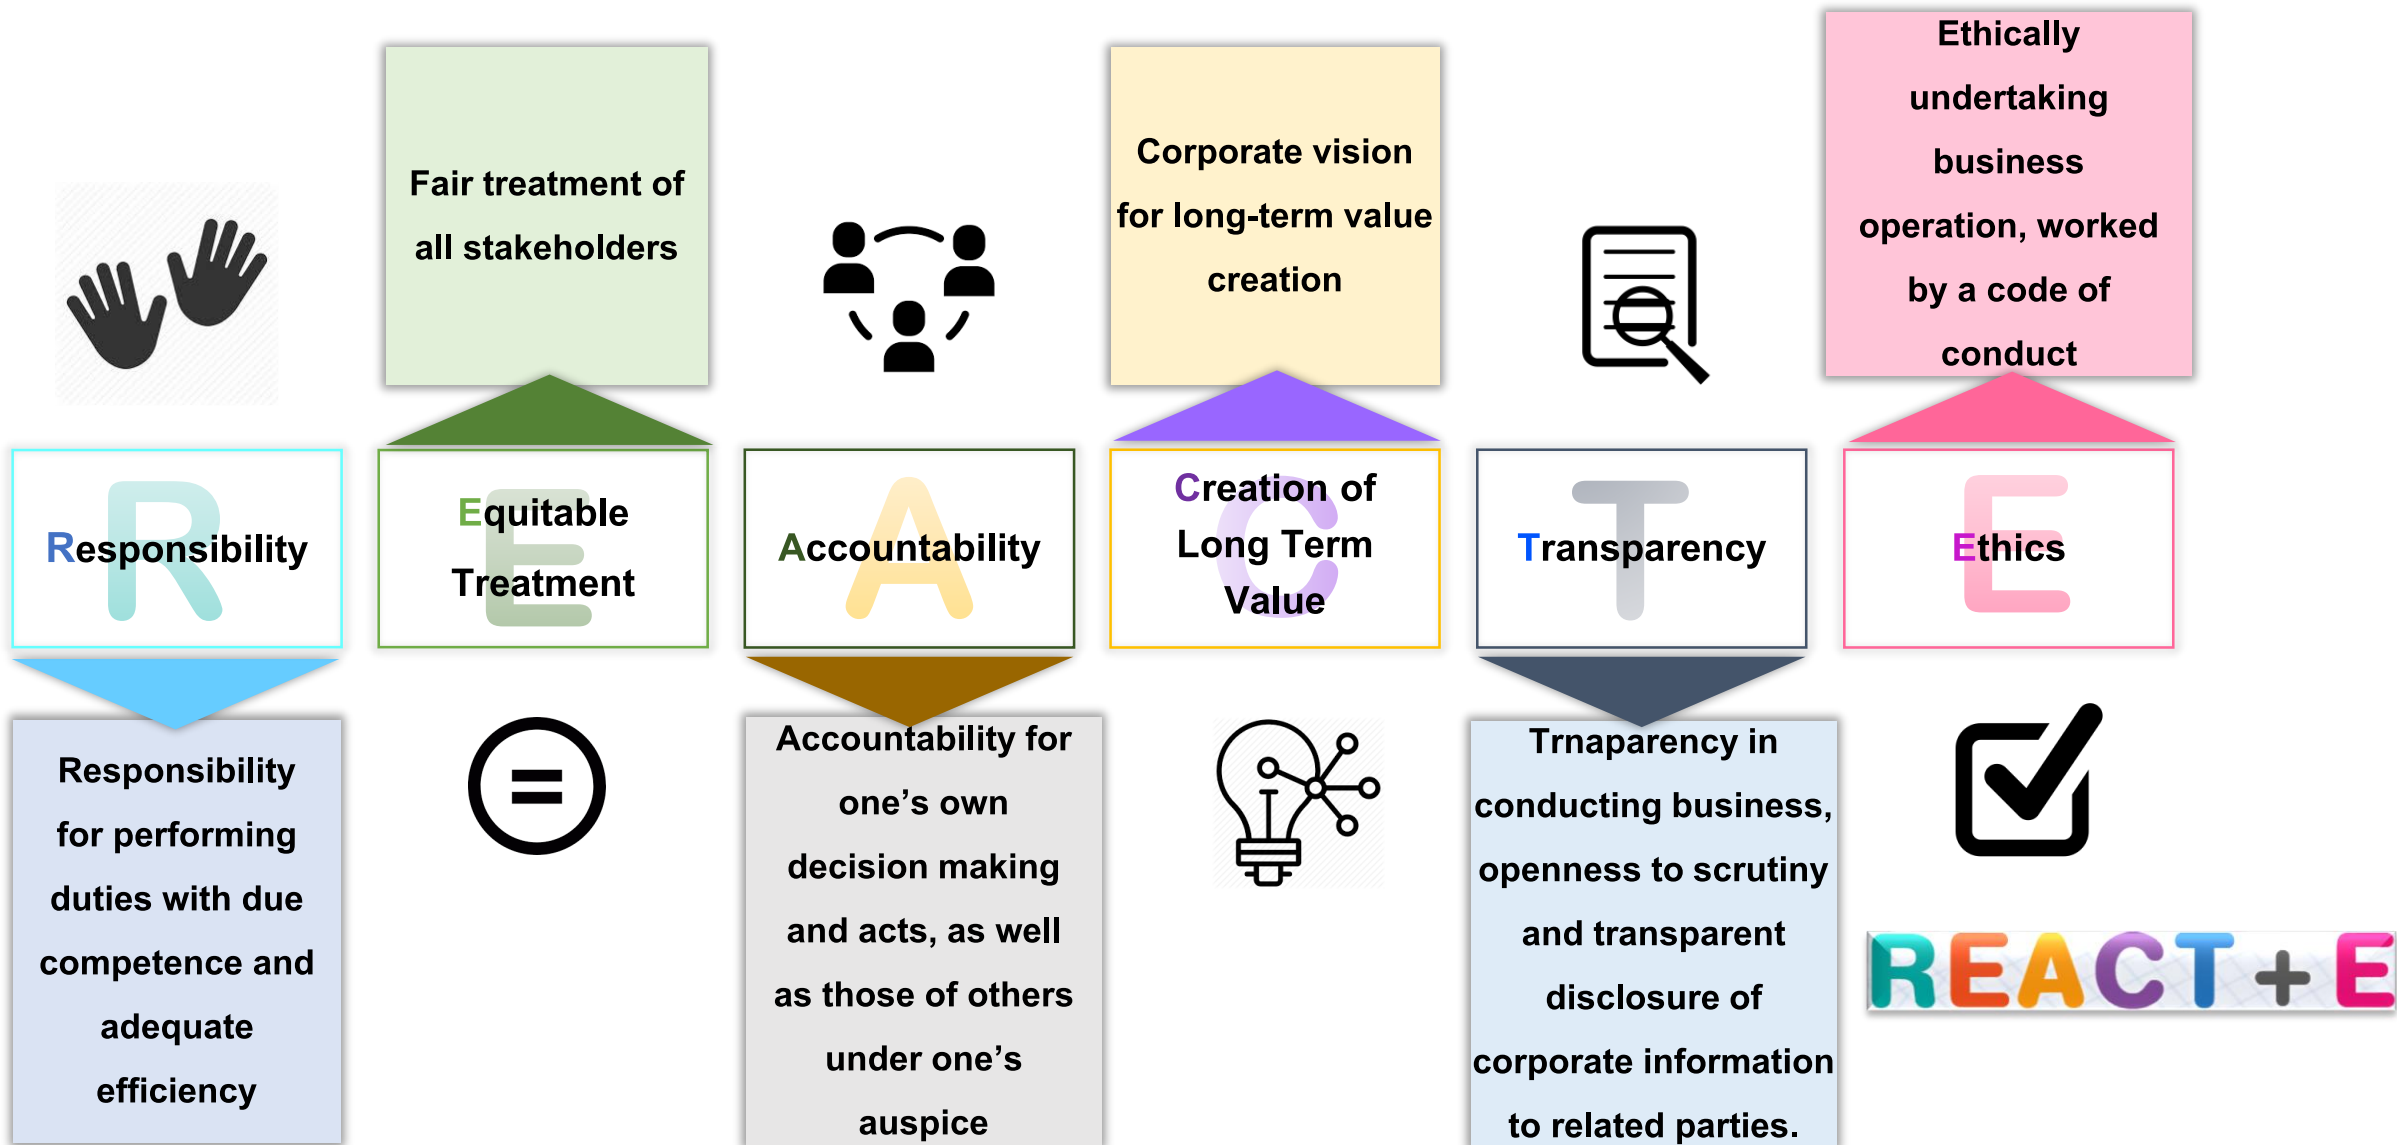 Responsibility
Responsibility
for performing
duties with due
competence and
adequate
efficiency
Fair treatment of
all stakeholders
Equitable
Treatment
Accountability
Accountability for
one’s own
decision making
and acts, as well
as those of others
under one’s
auspice
Corporate vision
for long-term value
creation
Creation of
Long Term
Value
Transparency
Trnaparency in
conducting business,
openness to scrutiny
and transparent
disclosure of
corporate information
to related parties.
Ethically
undertaking
business
operation, worked
by a code of
conduct
Ethics
R
E
A
C
T
E
REACT+E